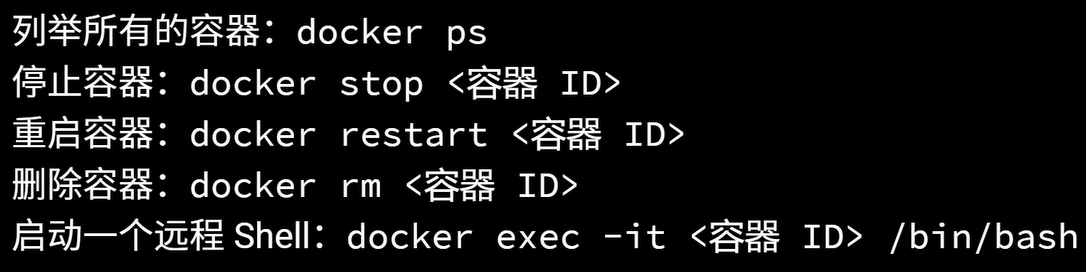 列举所有的容器：docker ps
停止容器：docker stop <容器 ID>
重启容器：docker restart <容器 ID>
删除容器：docker rm <容器 ID>
启动一个远程 Shell：docker exec -it <容器 ID> /bin/bash